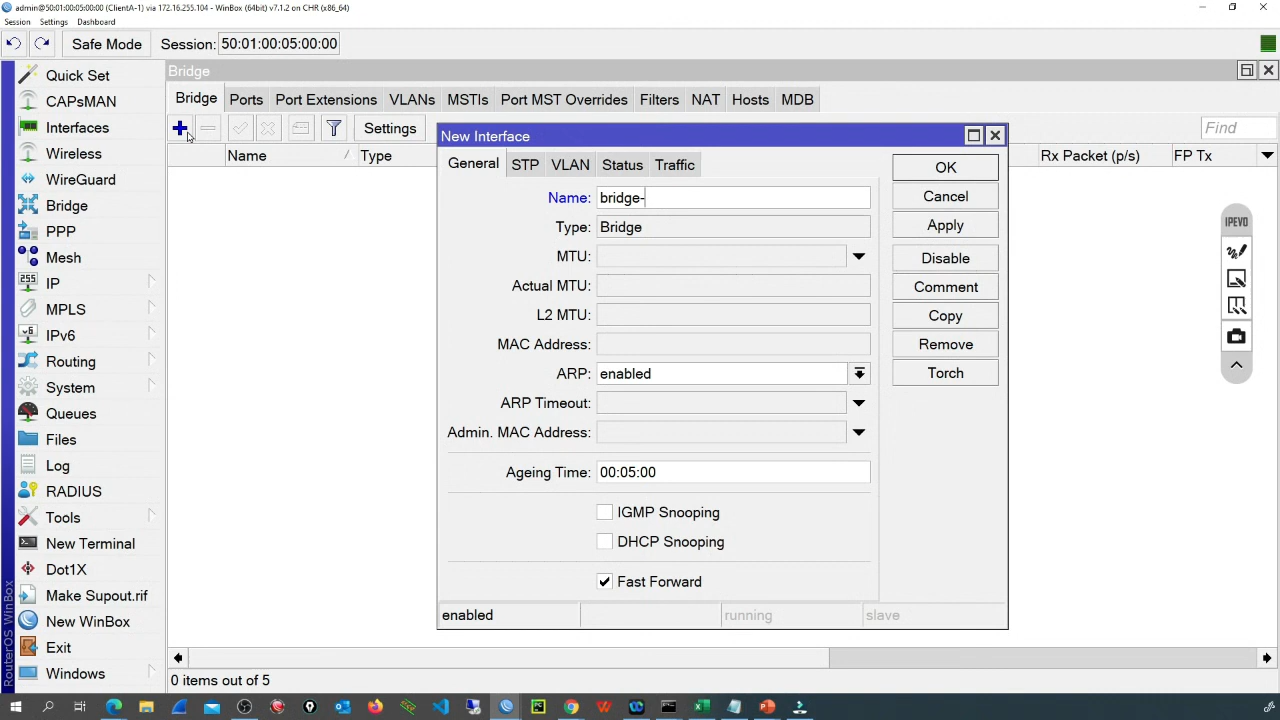 admin@50:01:00:05:00:00 (ClientA-1) via 172.16.255.104 - WinBox (64bit) v7.1.2 on CHR (x86_64)
Session Settings Dashboard
Safe Mode Session: 50:01:00:05:00:00
Quick Set
CAPsMAN
Interfaces
Wireless
WireGuard
Bridge
PPP
Mesh
255
IP
MPLS
v6
IPv6
Routing
System
Queues
Files
Log
RADIUS
Tools
New Terminal
Dot1X
Make Supout.rif
New WinBox
Exit
Windows
RouterOS WinBox
Bridge
Bridge Ports Port Extensions VLANs MSTIs Port MST Overrides Filters NAT Hosts MDB
Settings
Find
Name Type Rx Packet (p/s) FP Tx
New Interface
General STP VLAN Status Traffic
Name: bridge-
Type: Bridge
MTU:
Actual MTU:
L2 MTU:
MAC Address:
ARP: enabled
ARP Timeout:
Admin. MAC Address:
Ageing Time: 00:05:00
IGMP Snooping
DHCP Snooping
Fast Forward
enabled running slave
OK
Cancel
Apply
Disable
Comment
Copy
Remove
Torch
IPEVO
0 items out of 5